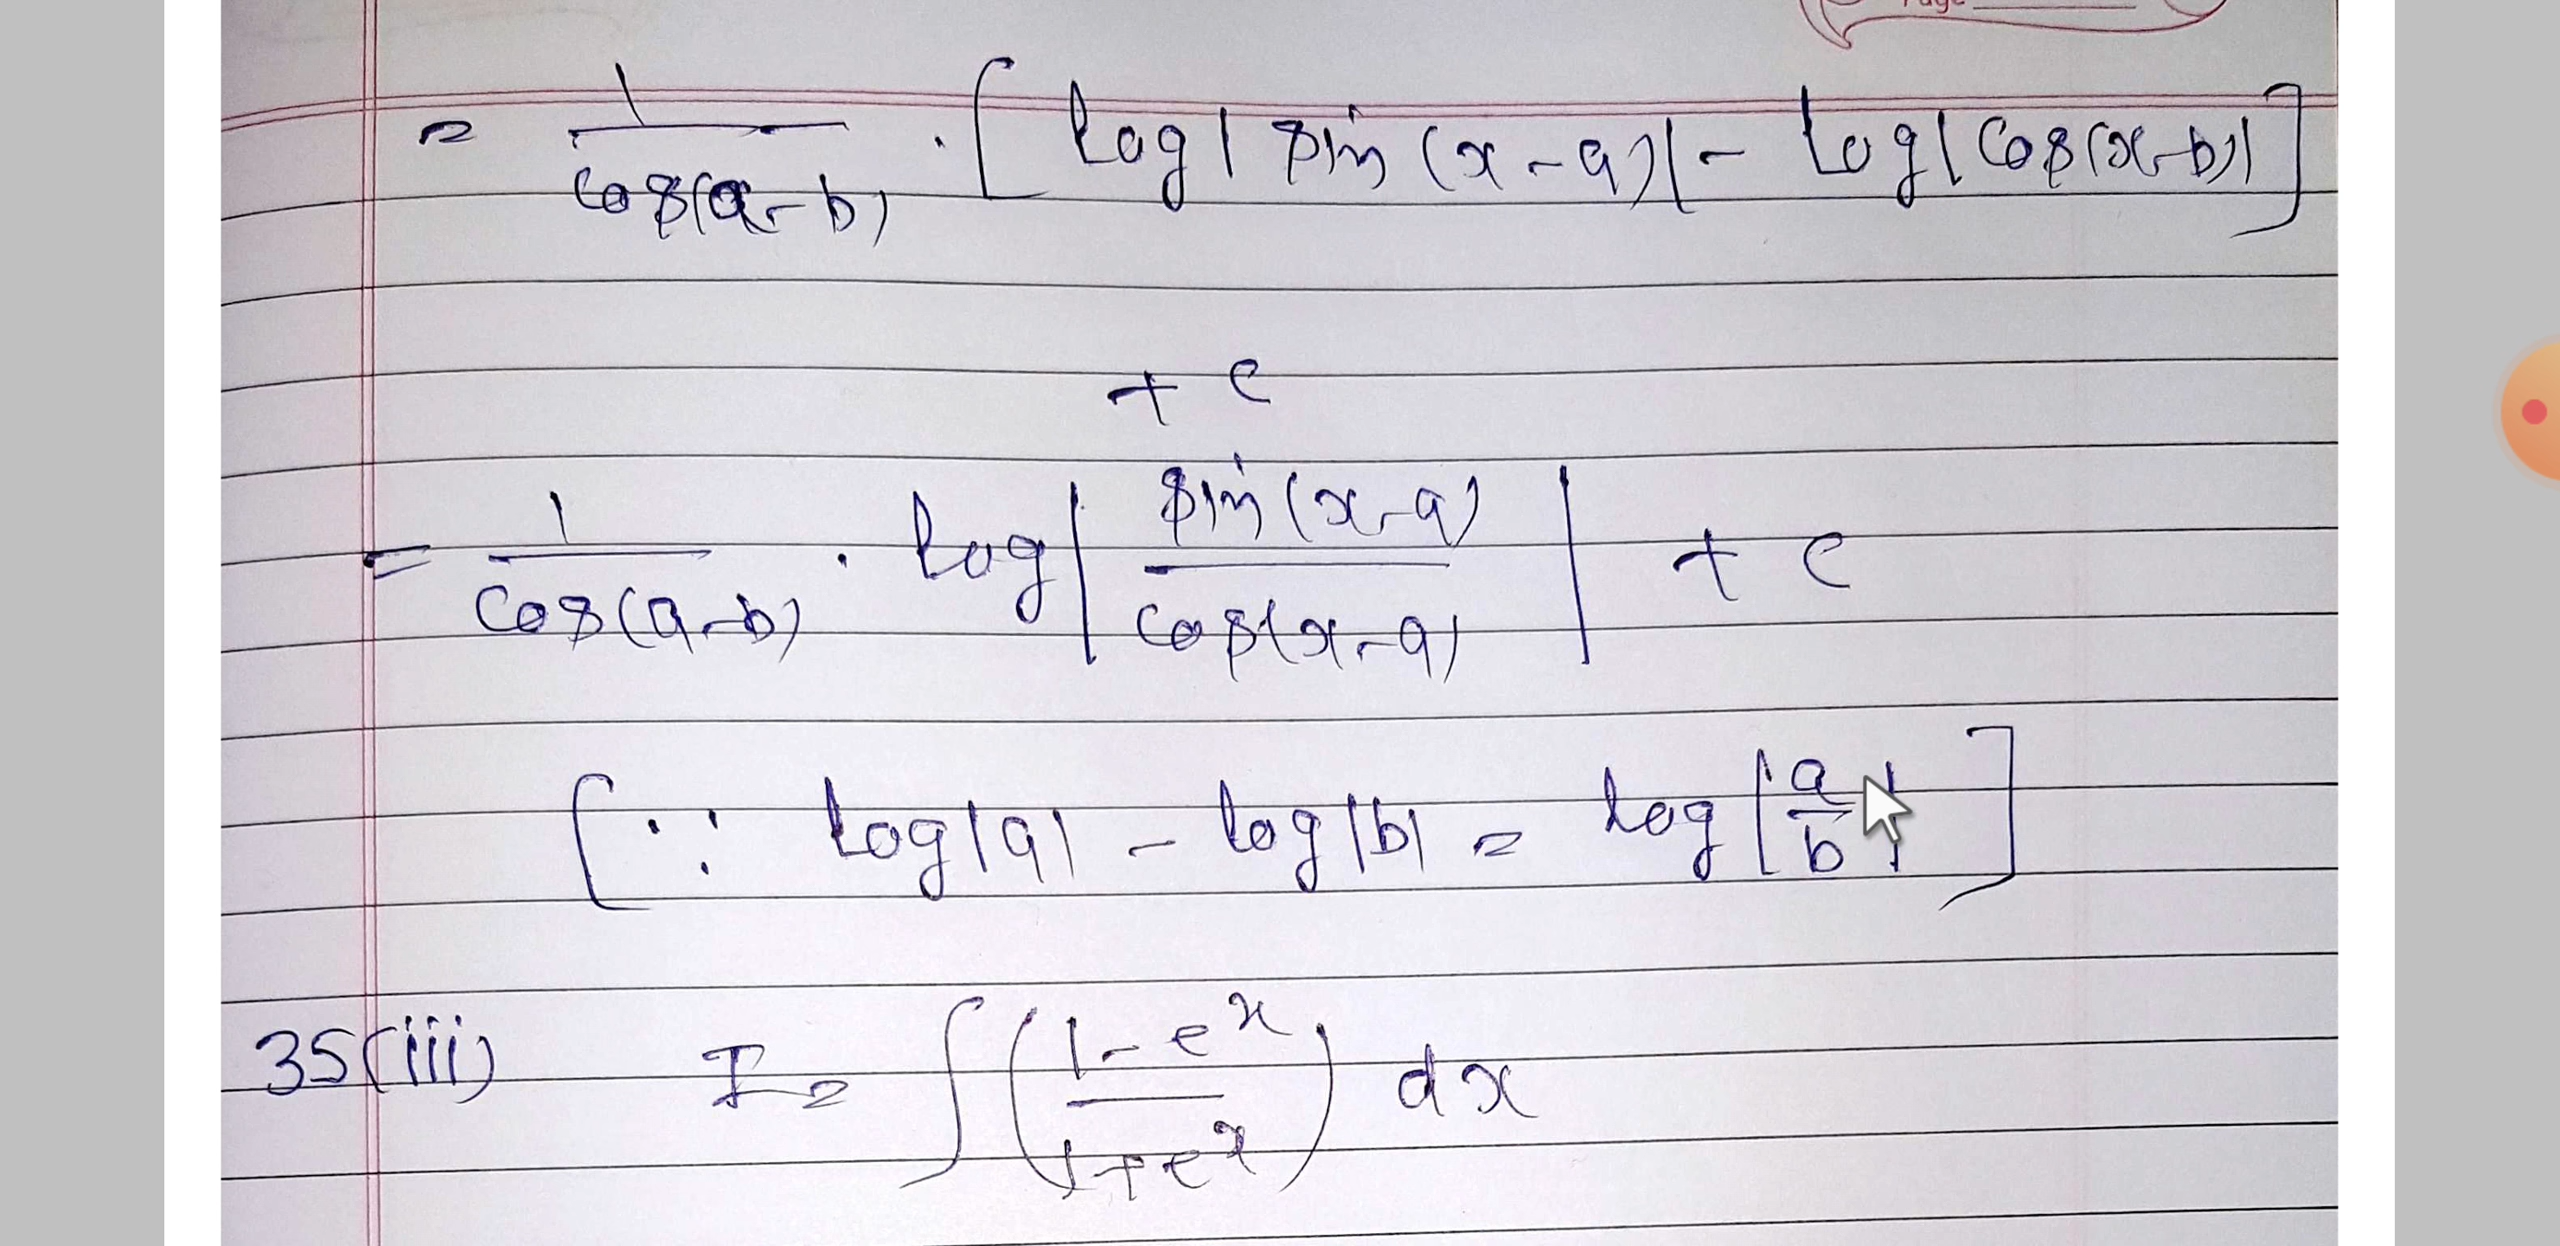 Page
= 1/cos(a-b) . [ log|sin(x-a)| - log|cos(x-b)| ]
+ c
= 1/cos(a-b) . log| sin(x-a)/cos(x-a) | + c
[ ∵ log|a| - log|b| = log|a/b| ]
35(iii) I = ∫ ( 1-e^x / 1+e^x ) dx